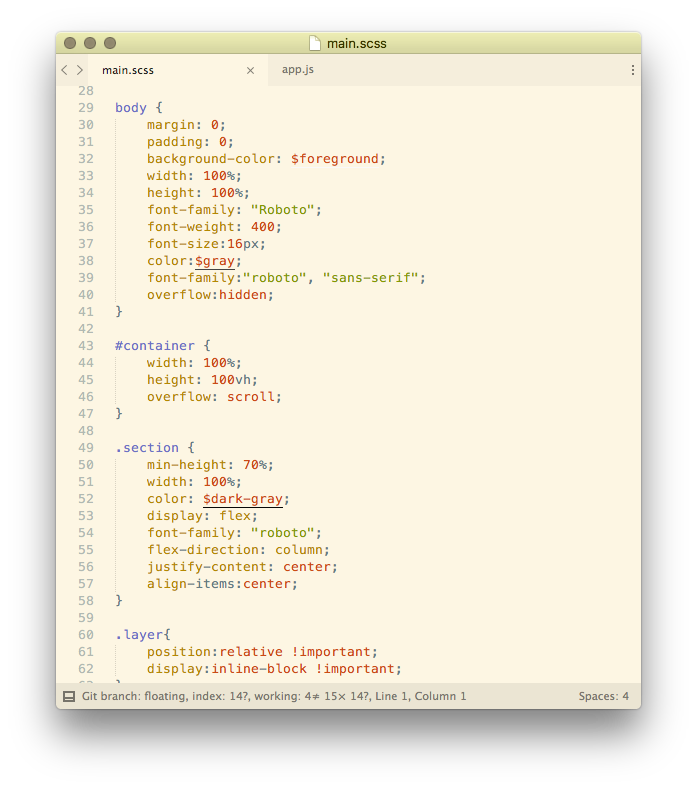 main.scss
main.scss × app.js
28
29 body {
30     margin: 0;
31     padding: 0;
32     background-color: $foreground;
33     width: 100%;
34     height: 100%;
35     font-family: "Roboto";
36     font-weight: 400;
37     font-size:16px;
38     color:$gray;
39     font-family:"roboto", "sans-serif";
40     overflow:hidden;
41 }
42
43 #container {
44     width: 100%;
45     height: 100vh;
46     overflow: scroll;
47 }
48
49 .section {
50     min-height: 70%;
51     width: 100%;
52     color: $dark-gray;
53     display: flex;
54     font-family: "roboto";
55     flex-direction: column;
56     justify-content: center;
57     align-items:center;
58 }
59
60 .layer{
61     position:relative !important;
62     display:inline-block !important;
Git branch: floating, index: 14?, working: 4≠ 15× 14?, Line 1, Column 1 Spaces: 4